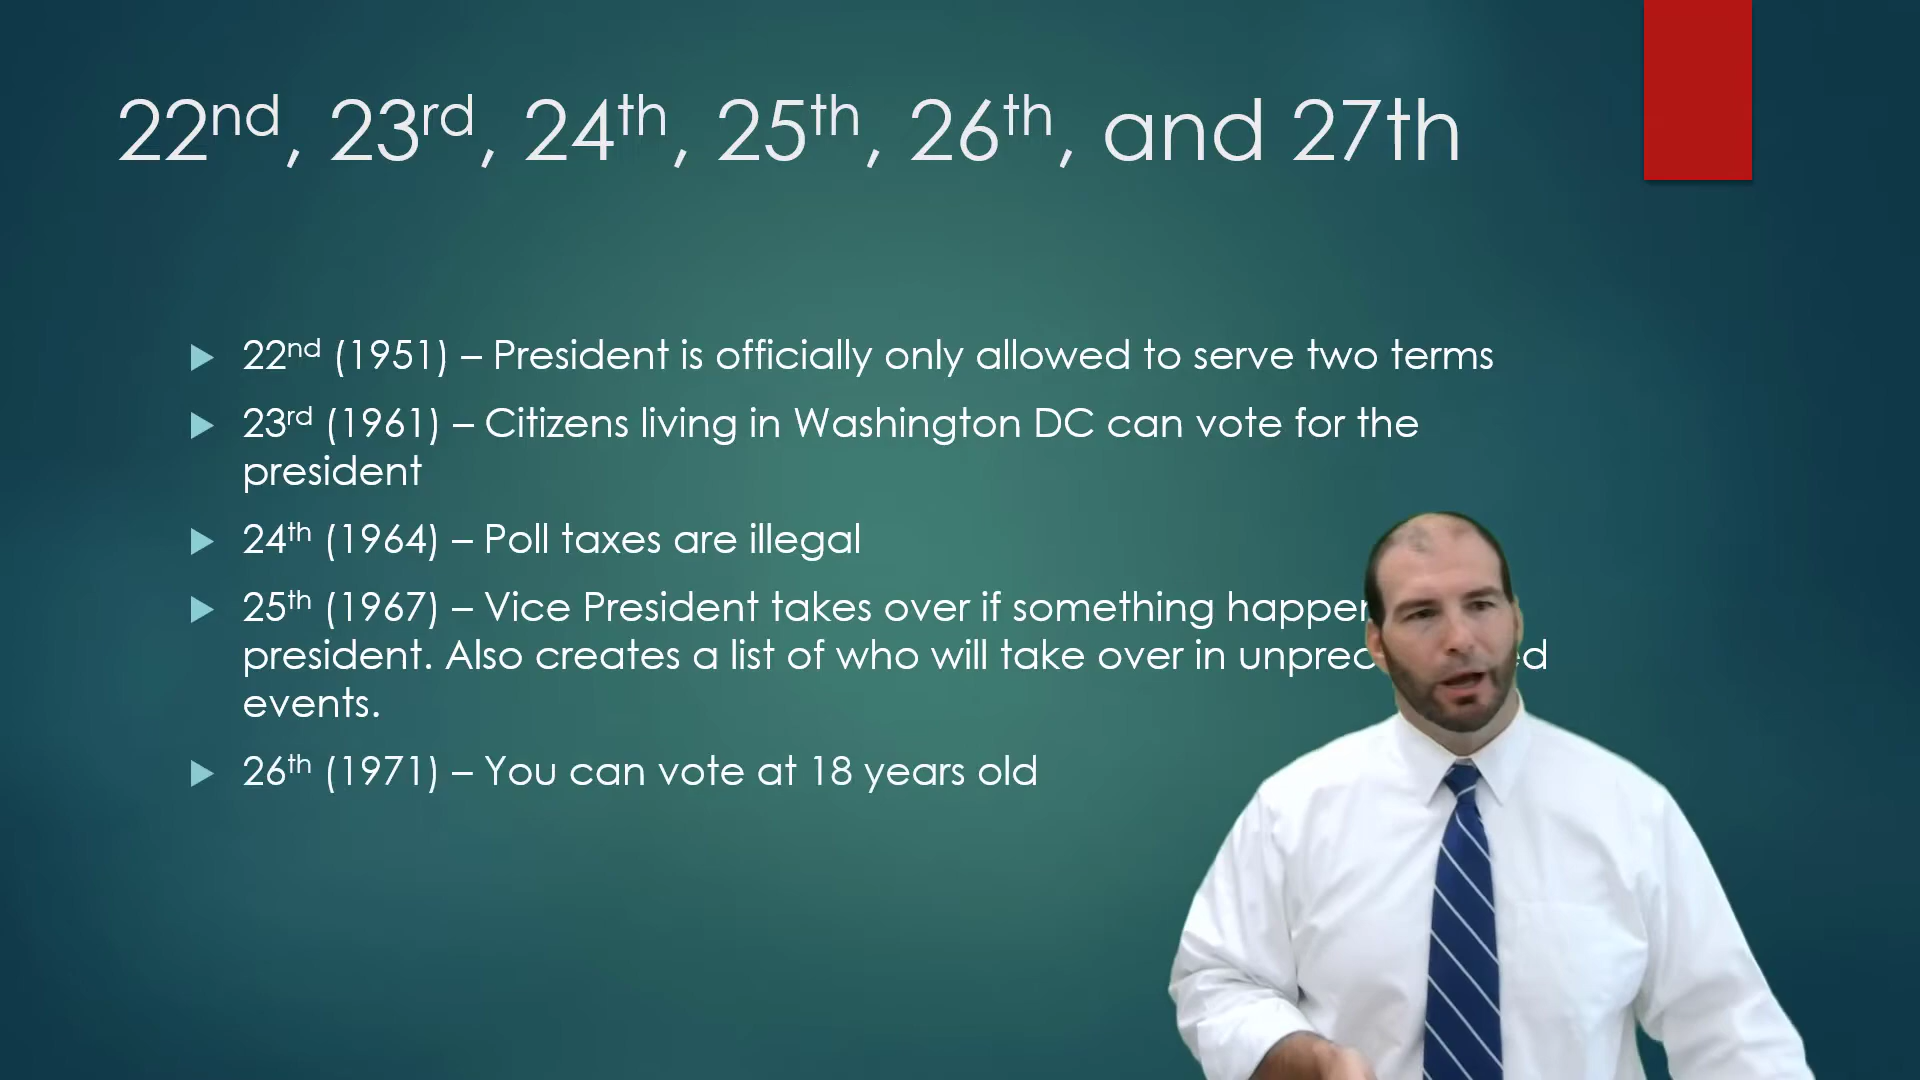 22nd, 23rd, 24th, 25th, 26th, and 27th
22nd (1951) – President is officially only allowed to serve two terms
23rd (1961) – Citizens living in Washington DC can vote for the
president
24th (1964) – Poll taxes are illegal
25th (1967) – Vice President takes over if something
president. Also creates a list of who will take over in
events.
26th (1971) – You can vote at 18 years old